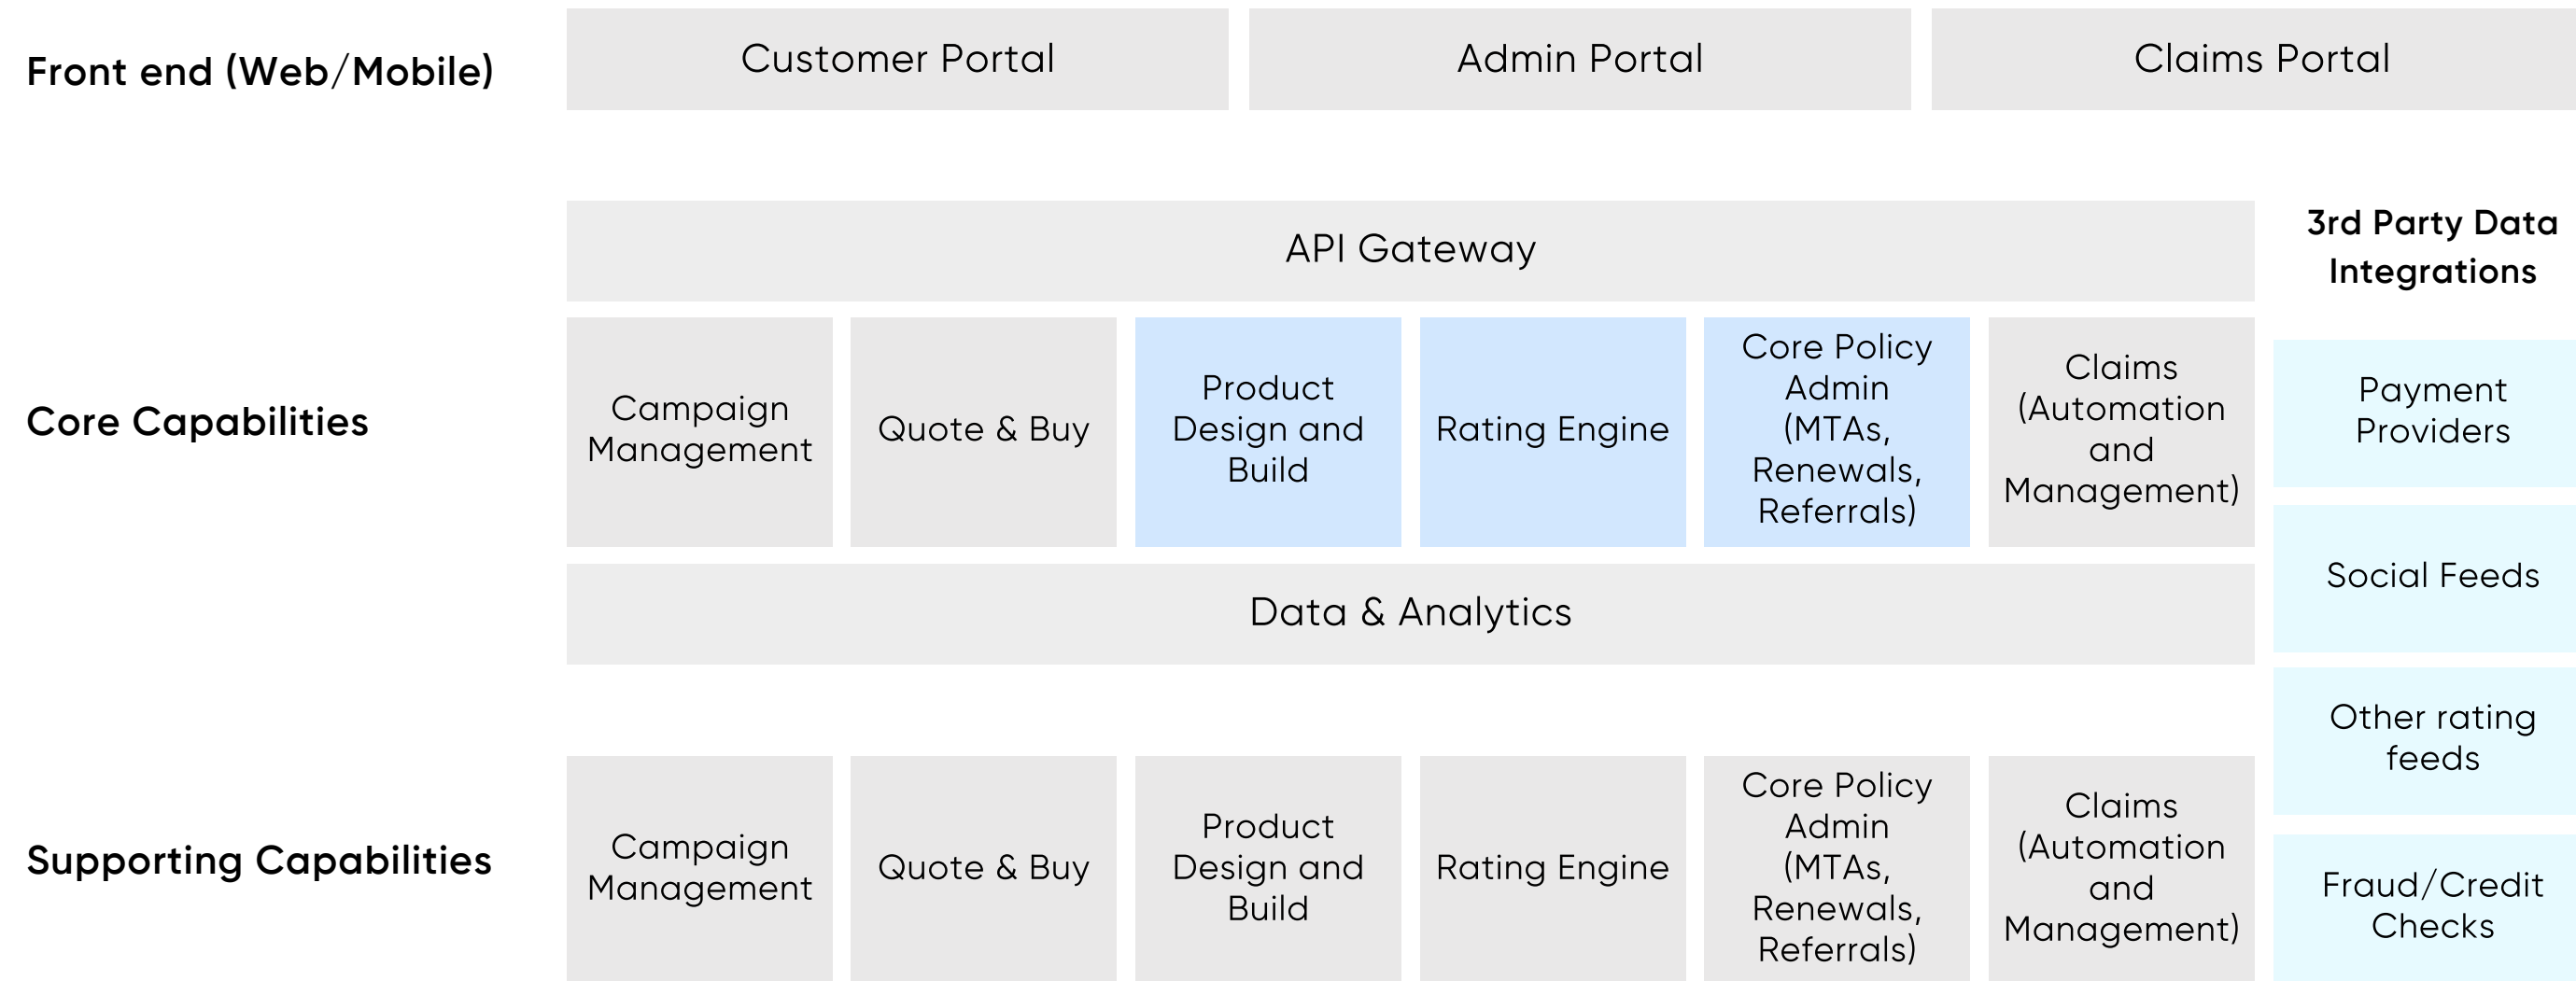 Front end (Web/Mobile)
Customer Portal
Admin Portal
Claims Portal
API Gateway
3rd Party Data
Integrations
Core Capabilities
Campaign
Management
Quote & Buy
Product
Design and
Build
Rating Engine
Core Policy
Admin
(MTAs,
Renewals,
Referrals)
Claims
(Automation
and
Management)
Payment
Providers
Social Feeds
Data & Analytics
Other rating
feeds
Supporting Capabilities
Campaign
Management
Quote & Buy
Product
Design and
Build
Rating Engine
Core Policy
Admin
(MTAs,
Renewals,
Referrals)
Claims
(Automation
and
Management)
Fraud/Credit
Checks